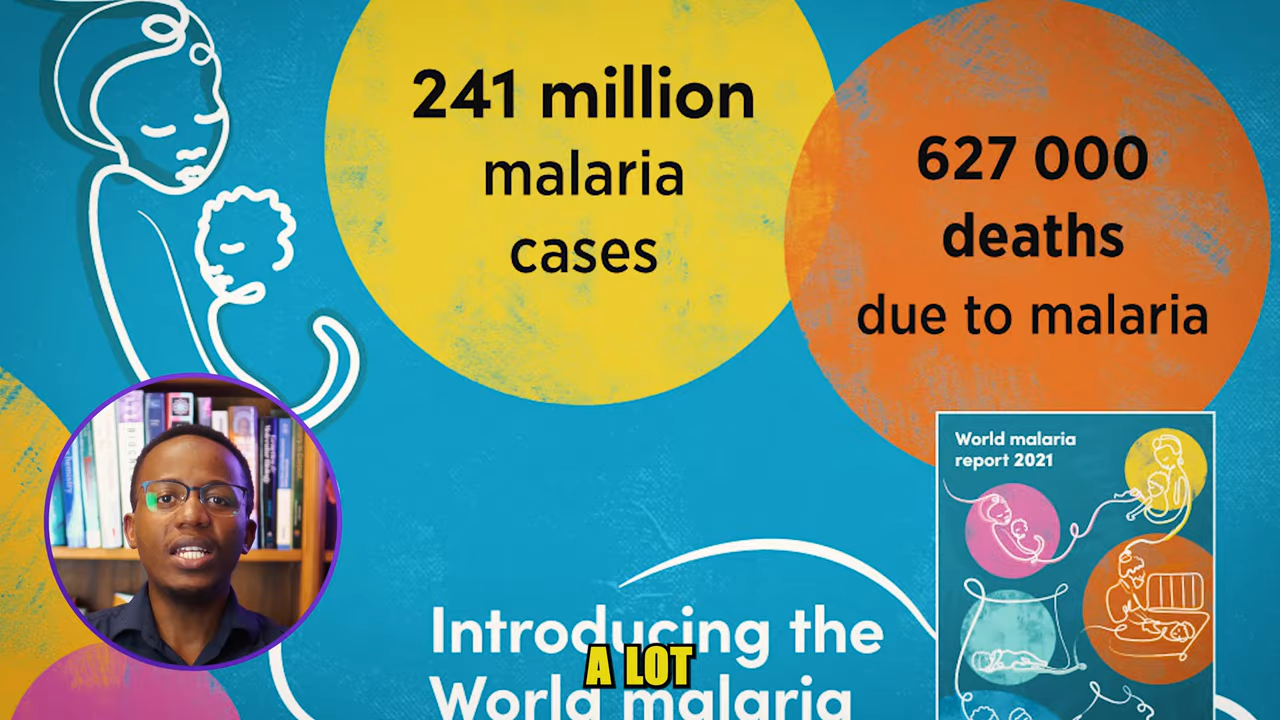 241 million
malaria
cases
627 000
deaths
due to malaria
World malaria
report 2021
Introducing the
World malaria
A LOT